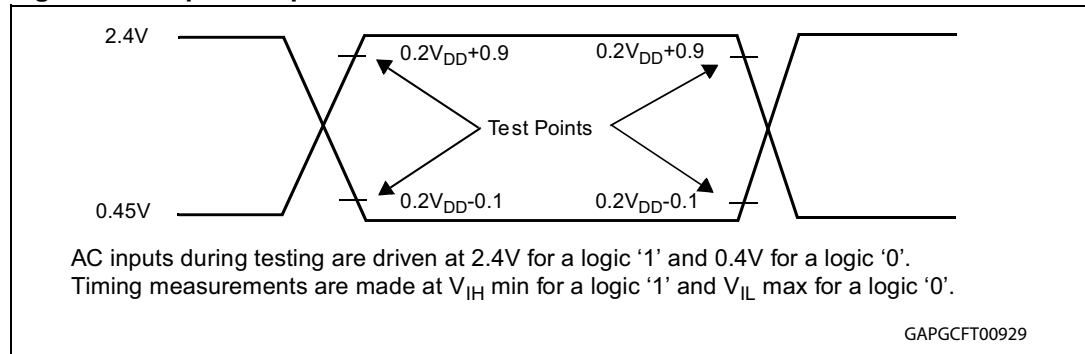 2.4V
0.2VDD+0.9 0.2VDD+0.9
Test Points
0.45V
0.2VDD-0.1 0.2VDD-0.1
AC inputs during testing are driven at 2.4V for a logic ‘1’ and 0.4V for a logic ‘0’.
Timing measurements are made at VIH min for a logic ‘1’ and VIL max for a logic ‘0’.
GAPGCFT00929